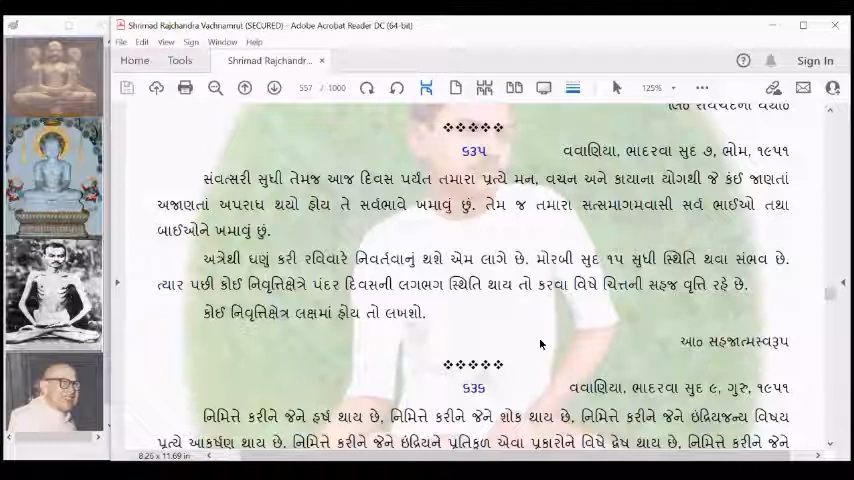 Shrimad Rajchandra Vachnamrut (SECURED) - Adobe Acrobat Reader DC (64-bit)
File Edit View Sign Window Help
Home Tools Shrimad Rajchandr... × Sign In
557 / 1000 125%
૬૩૫ વવાણિયા, ભાદરવા સુદ ૭, ભોમ, ૧૯૫૧
સંવત્સરી સુધી તેમજ આજ દિવસ પર્યંત તમારા પ્રત્યે મન, વચન અને કાયાના યોગથી જે કંઈ જાણતાં
અજાણતાં અપરાધ થયો હોય તે સર્વભાવે ખમાવું છું. તેમ જ તમારા સત્સમાગમવાસી સર્વ ભાઈઓ તથા
બાઈઓને ખમાવું છું.
અત્રેથી ઘણું કરી રવિવારે નિવર્તવાનું થશે એમ લાગે છે. મોરબી સુદ ૧૫ સુધી સ્થિતિ થવા સંભવ છે.
ત્યાર પછી કોઈ નિવૃત્તિક્ષેત્રે પંદર દિવસની લગભગ સ્થિતિ થાય તો કરવા વિષે ચિત્તની સહજ વૃત્તિ રહે છે.
કોઈ નિવૃત્તિક્ષેત્ર લક્ષમાં હોય તો લખશો.
આ૦ સહજાત્મસ્વરૂપ
૬૩૬ વવાણિયા, ભાદરવા સુદ ૯, ગુરુ, ૧૯૫૧
નિમિત્તે કરીને જેને હર્ષ થાય છે, નિમિત્તે કરીને જેને શોક થાય છે, નિમિત્તે કરીને જેને ઇંદ્રિયજન્ય વિષય
પ્રત્યે આકર્ષણ થાય છે, નિમિત્તે કરીને જેને ઇંદ્રિયને પ્રતિકૂળ એવા પ્રકારોને વિષે દ્વેષ થાય છે, નિમિત્તે કરીને જેને
8.26 x 11.69 in